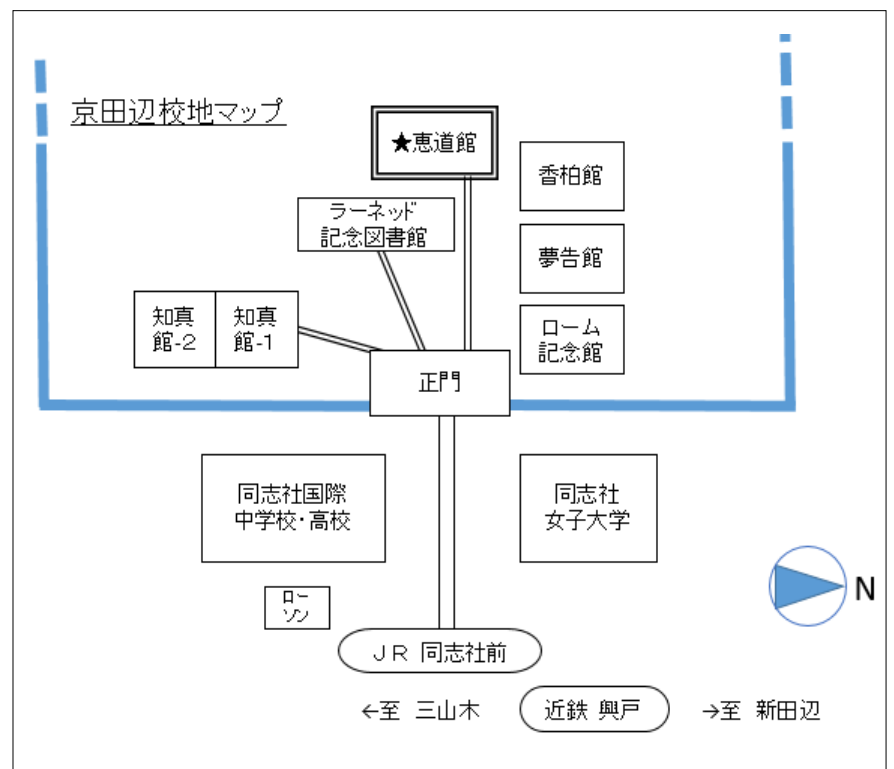 京田辺校地マップ
★恵道館
香柏館
ラーネッド
記念図書館
夢告館
知真
館-2
知真
館-1
ローム
記念館
正門
同志社国際
中学校・高校
同志社
女子大学
ロー
ソン
N
JR 同志社前
←至 三山木
近鉄 興戸
→至 新田辺